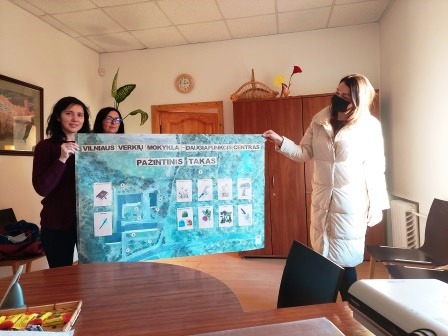 VILNIAUS VERKIŲ MOKYKLA - DAUGIAFUNKCIS CENTRAS
PAŽINTINIS TAKAS